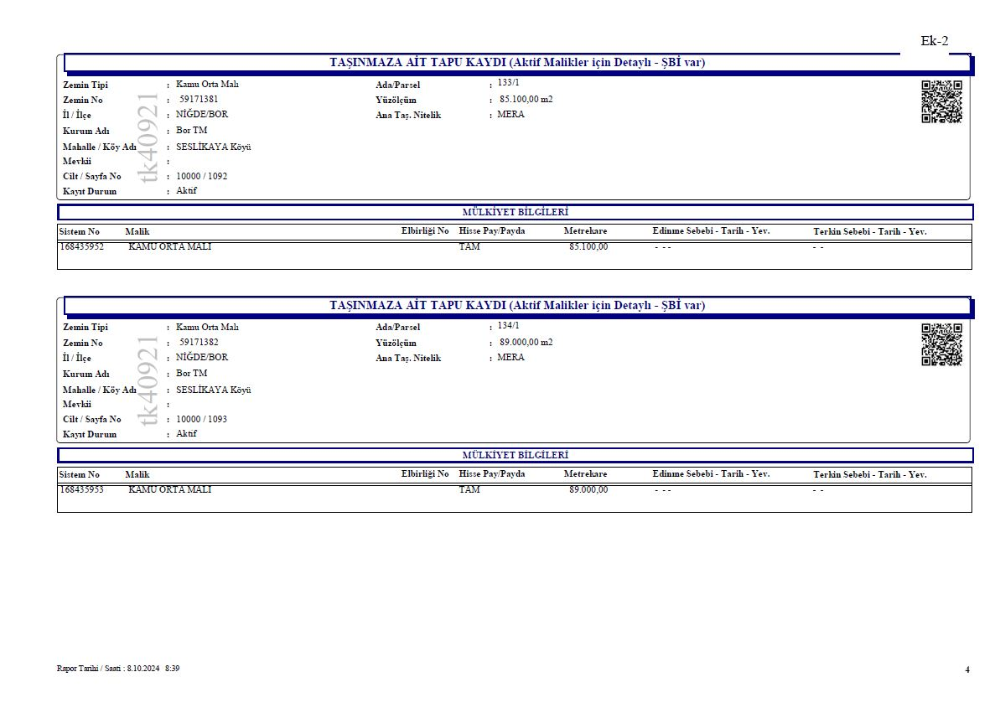 Ek-2
TAŞINMAZA AİT TAPU KAYDI (Aktif Malikler için Detaylı - ŞBİ var)
Zemin Tipi : Kamu Orta Malı Ada/Parsel : 133/1
Zemin No : 59171381 Yüzölçüm : 85.100,00 m2
İl / İlçe : NİĞDE/BOR Ana Taş. Nitelik : MERA
Kurum Adı : Bor TM
Mahalle / Köy Adı : SESLİKAYA Köyü
Mevkii :
Cilt / Sayfa No : 10000 / 1092
Kayıt Durum : Aktif
tk40921
MÜLKİYET BİLGİLERİ
Sistem No Malik Elbirliği No Hisse Pay/Payda Metrekare Edinme Sebebi - Tarih - Yev. Terkin Sebebi - Tarih - Yev.
168435952 KAMU ORTA MALI TAM 85.100,00 - - - - -
TAŞINMAZA AİT TAPU KAYDI (Aktif Malikler için Detaylı - ŞBİ var)
Zemin Tipi : Kamu Orta Malı Ada/Parsel : 134/1
Zemin No : 59171382 Yüzölçüm : 89.000,00 m2
İl / İlçe : NİĞDE/BOR Ana Taş. Nitelik : MERA
Kurum Adı : Bor TM
Mahalle / Köy Adı : SESLİKAYA Köyü
Mevkii :
Cilt / Sayfa No : 10000 / 1093
Kayıt Durum : Aktif
tk40921
MÜLKİYET BİLGİLERİ
Sistem No Malik Elbirliği No Hisse Pay/Payda Metrekare Edinme Sebebi - Tarih - Yev. Terkin Sebebi - Tarih - Yev.
168435953 KAMU ORTA MALI TAM 89.000,00 - - - - -
Rapor Tarihi / Saati : 8.10.2024 8:39 4